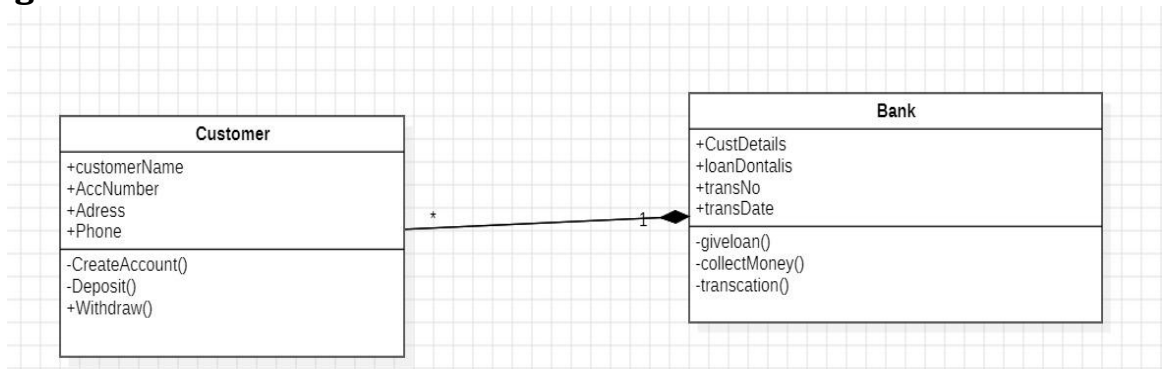 Customer
+customerName
+AccNumber
+Adress
+Phone
-CreateAccount()
-Deposit()
+Withdraw()
*
1
Bank
+CustDetails
+loanDontalis
+transNo
+transDate
-giveloan()
-collectMoney()
-transcation()